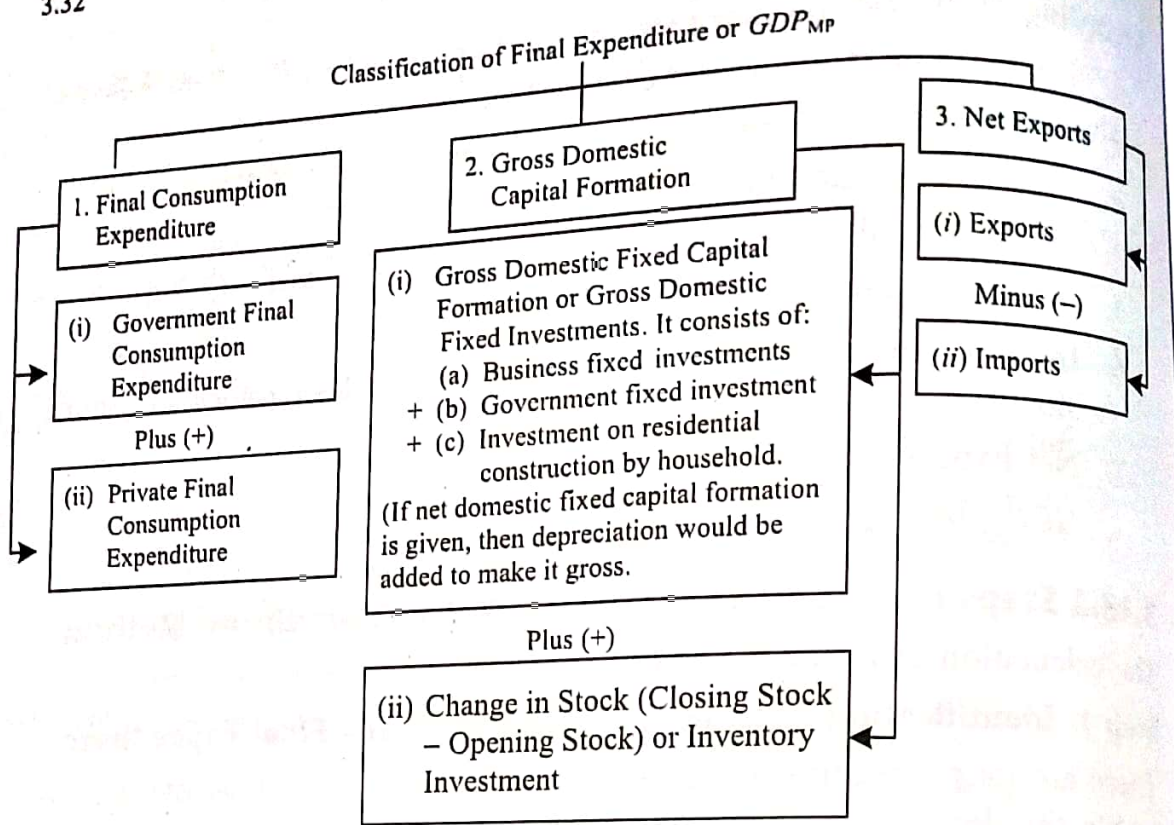 3.32
Classification of Final Expenditure or GDP_MP
1. Final Consumption
Expenditure
(i) Government Final
Consumption
Expenditure
Plus (+)
(ii) Private Final
Consumption
Expenditure
2. Gross Domestic
Capital Formation
(i) Gross Domestic Fixed Capital
Formation or Gross Domestic
Fixed Investments. It consists of:
(a) Business fixed investments
+ (b) Government fixed investment
+ (c) Investment on residential
construction by household.
(If net domestic fixed capital formation
is given, then depreciation would be
added to make it gross.
Plus (+)
(ii) Change in Stock (Closing Stock
– Opening Stock) or Inventory
Investment
3. Net Exports
(i) Exports
Minus (–)
(ii) Imports